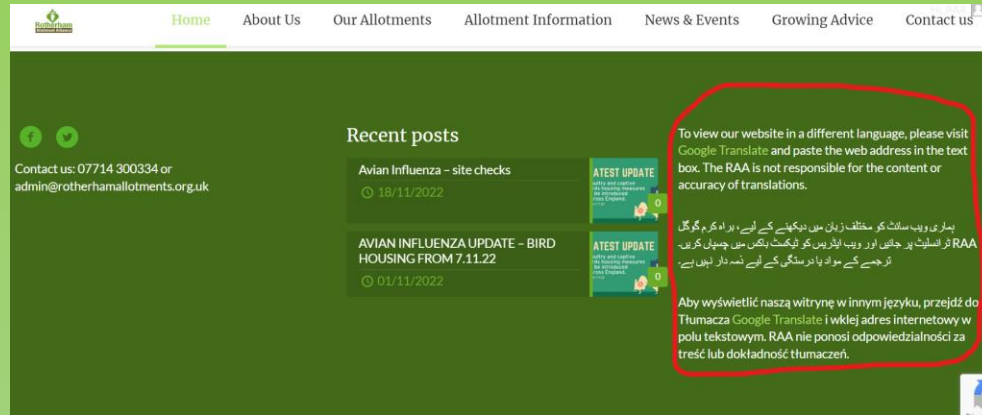 Rotherham
Home
About Us
Our Allotments
Allotment Information
News & Events
Growing Advice
Contact us
Contact us: 07714 300334 or
admin@rotherhamallotments.org.uk
Recent posts
Avian Influenza – site checks
18/11/2022
ATEST UPDATE
0
AVIAN INFLUENZA UPDATE – BIRD
HOUSING FROM 7.11.22
01/11/2022
ATEST UPDATE
0
To view our website in a different language, please visit
Google Translate and paste the web address in the text
box. The RAA is not responsible for the content or
accuracy of translations.
ہماری ویب سائٹ کو مختلف زبان میں دیکھنے کے لیے، براہ کرم گوگل
ٹرانسلیٹ پر جائیں اور ویب ایڈریس کو ٹیکسٹ باکس میں چسپاں کریں۔ RAA
ترجمے کے مواد یا درستگی کے لیے ذمہ دار نہیں ہے۔
Aby wyświetlić naszą witrynę w innym języku, przejdź do
Tłumacza Google Translate i wklej adres internetowy w
polu tekstowym. RAA nie ponosi odpowiedzialności za
treść lub dokładność tłumaczeń.